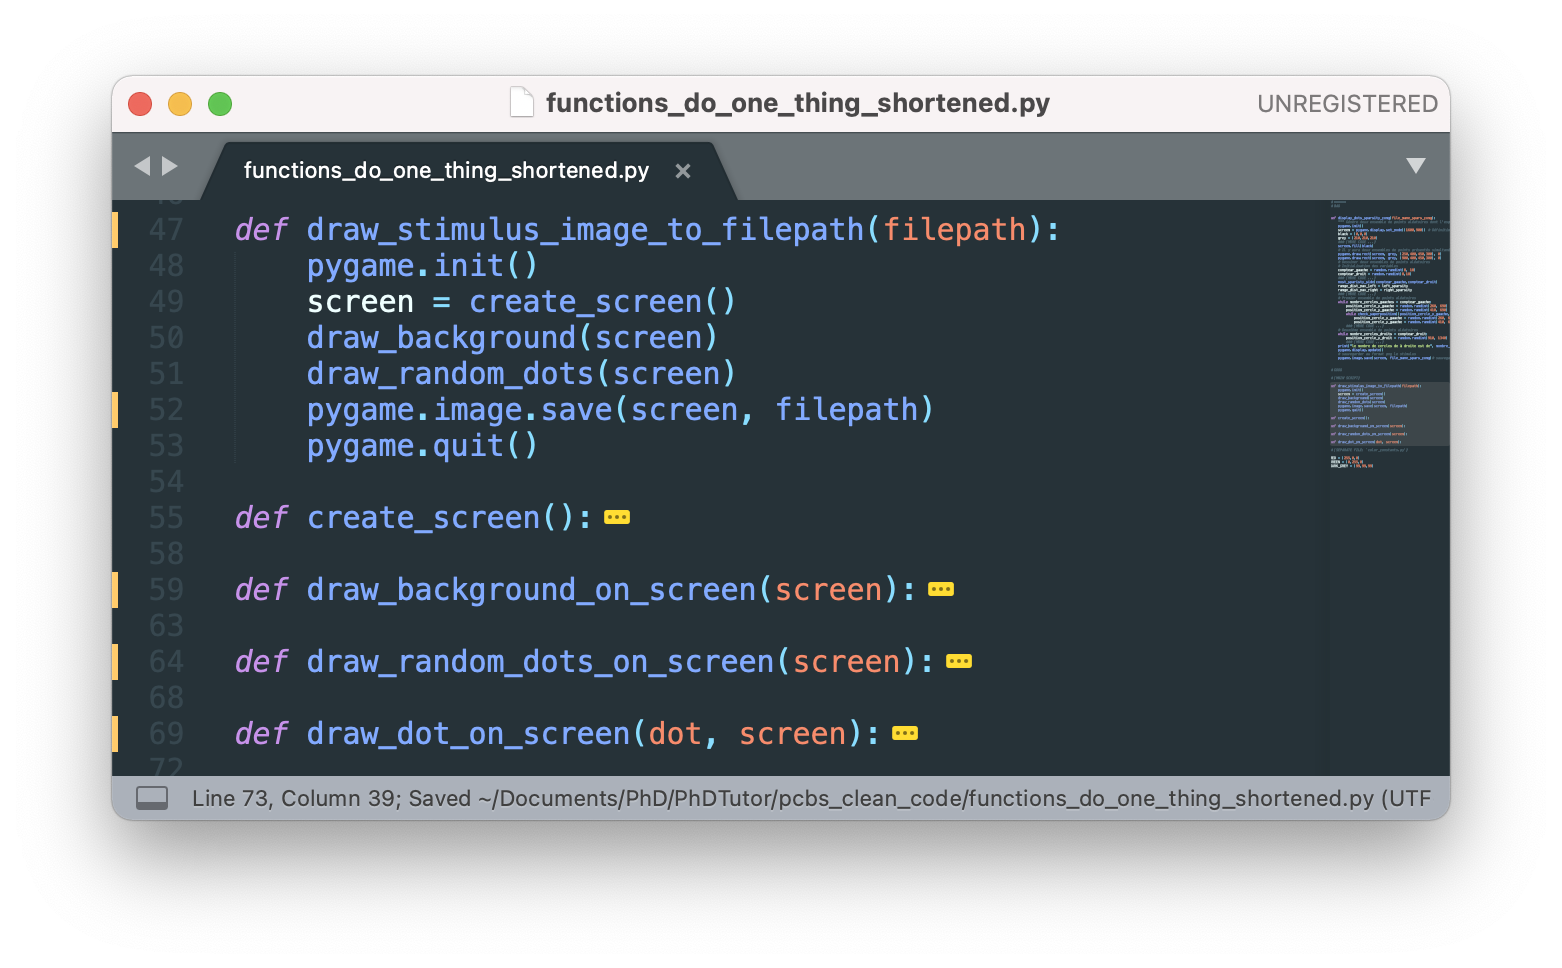 functions_do_one_thing_shortened.py
UNREGISTERED
functions_do_one_thing_shortened.py ×
47 def draw_stimulus_image_to_filepath(filepath):
48 pygame.init()
49 screen = create_screen()
50 draw_background(screen)
51 draw_random_dots(screen)
52 pygame.image.save(screen, filepath)
53 pygame.quit()
54
55 def create_screen():
58
59 def draw_background_on_screen(screen):
63
64 def draw_random_dots_on_screen(screen):
68
69 def draw_dot_on_screen(dot, screen):
72
Line 73, Column 39; Saved ~/Documents/PhD/PhDTutor/pcbs_clean_code/functions_do_one_thing_shortened.py (UTF